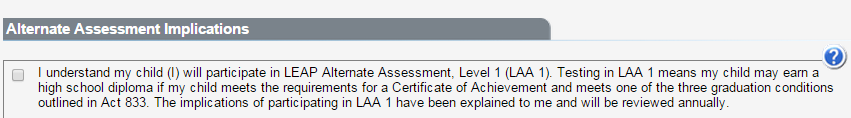 Alternate Assessment Implications
?
I understand my child (I) will participate in LEAP Alternate Assessment, Level 1 (LAA 1). Testing in LAA 1 means my child may earn a
high school diploma if my child meets the requirements for a Certificate of Achievement and meets one of the three graduation conditions
outlined in Act 833. The implications of participating in LAA 1 have been explained to me and will be reviewed annually.